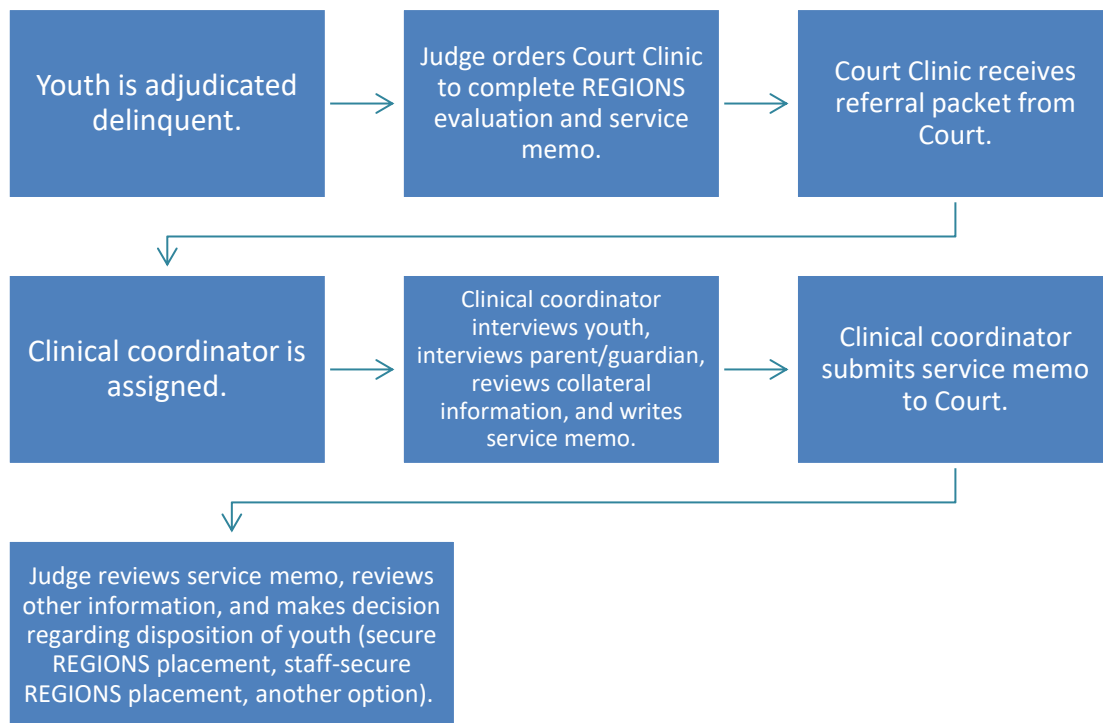 Youth is adjudicated
delinquent.
Judge orders Court Clinic
to complete REGIONS
evaluation and service
memo.
Court Clinic receives
referral packet from
Court.
Clinical coordinator is
assigned.
Clinical coordinator
interviews youth,
interviews parent/guardian,
reviews collateral
information, and writes
service memo.
Clinical coordinator
submits service memo
to Court.
Judge reviews service memo, reviews
other information, and makes decision
regarding disposition of youth (secure
REGIONS placement, staff-secure
REGIONS placement, another option).